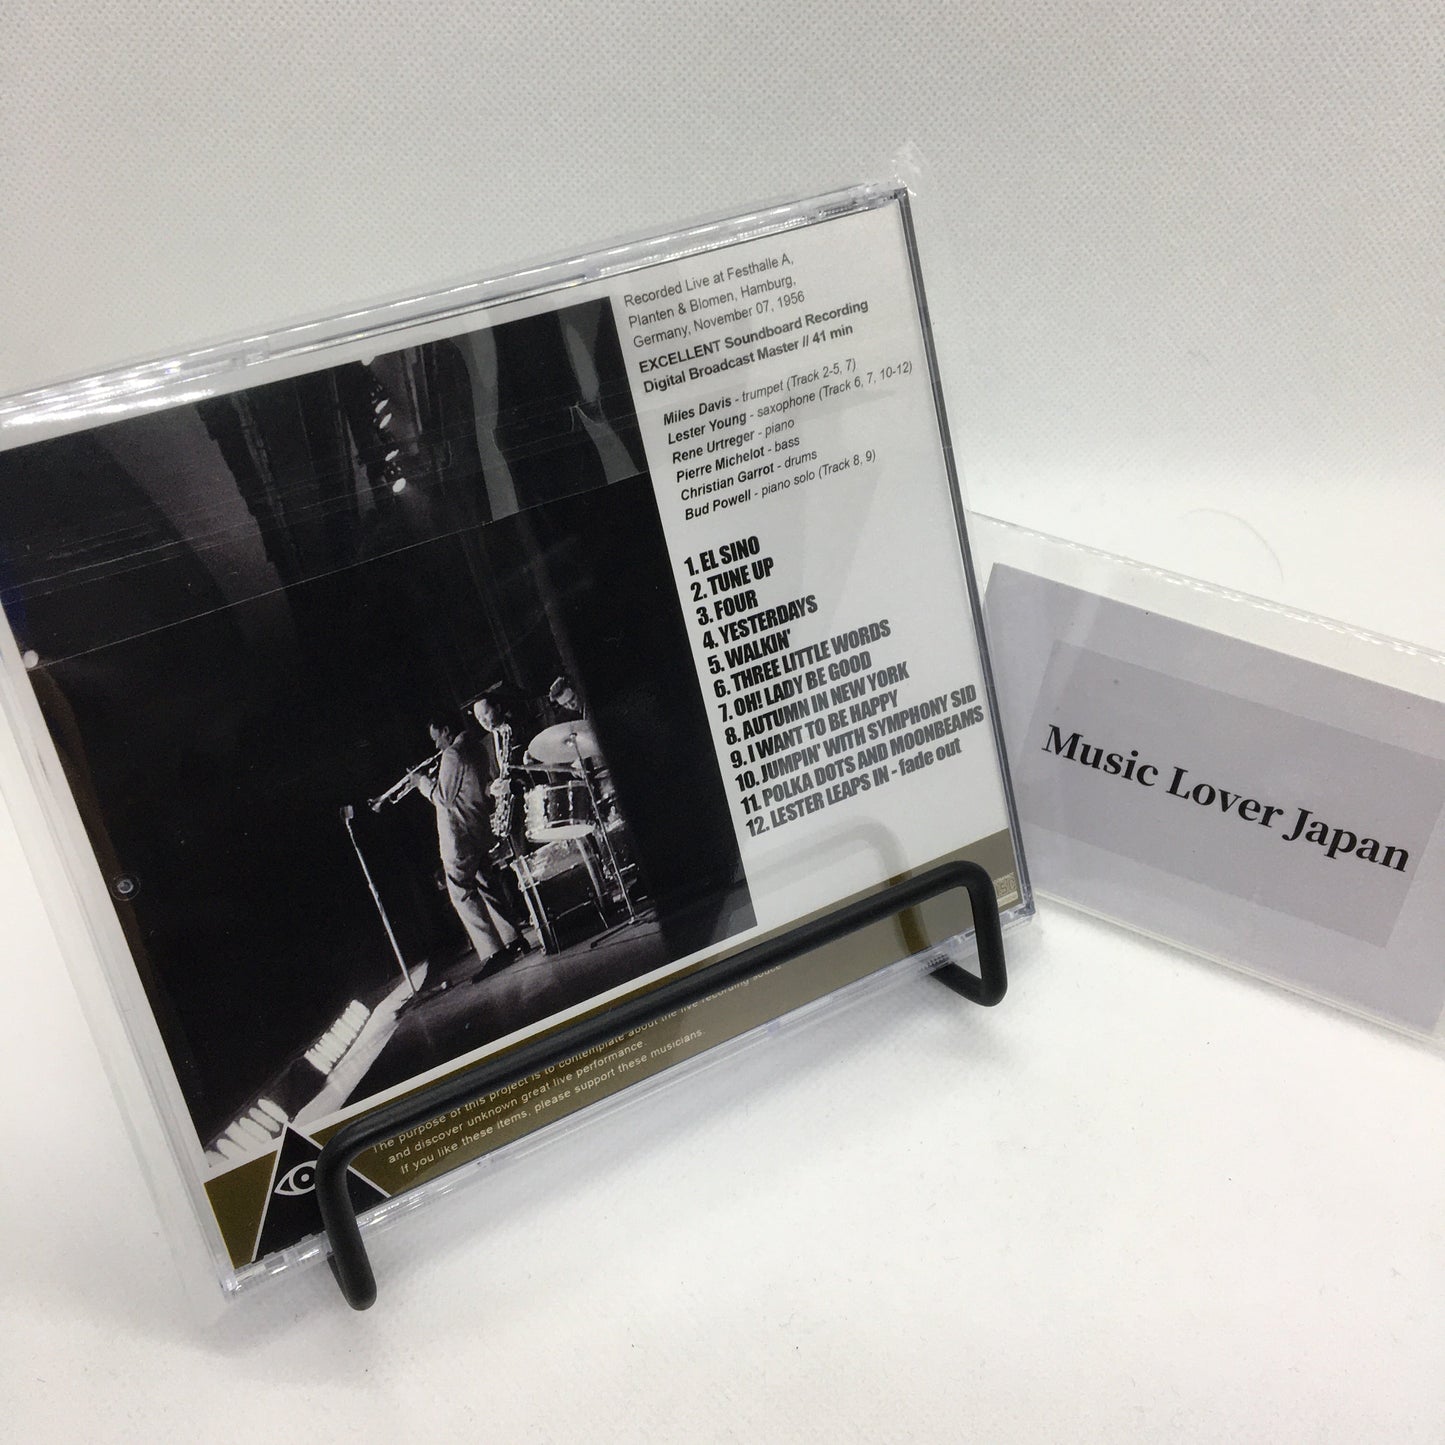 Recorded Live at Festhalle A,
Planten & Blomen, Hamburg,
Germany, November 07, 1956
EXCELLENT Soundboard Recording
Digital Broadcast Master // 41 min
Miles Davis - trumpet (Track 2-5, 7)
Lester Young - saxophone (Track 6, 7, 10-12)
Rene Urtreger - piano
Pierre Michelot - bass
Christian Garrot - drums
Bud Powell - piano solo (Track 8, 9)
1. EL SINO
2. TUNE UP
3. FOUR
4. YESTERDAYS
5. WALKIN'
6. THREE LITTLE WORDS
7. OH! LADY BE GOOD
8. AUTUMN IN NEW YORK
9. I WANT TO BE HAPPY
10. JUMPIN' WITH SYMPHONY SID
11. POLKA DOTS AND MOONBEAMS
12. LESTER LEAPS IN - fade out
The purpose of this project is to contemplate about the live recording souce
and discover unknown great live performance.
If you like these items, please support these musicians.
Music Lover Japan